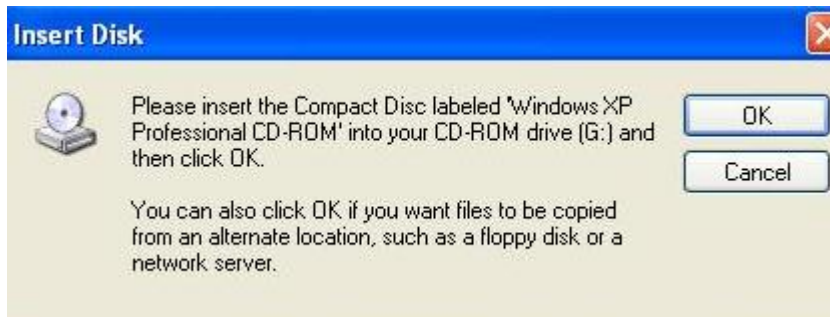 Insert Disk
Please insert the Compact Disc labeled 'Windows XP
Professional CD-ROM' into your CD-ROM drive (G:) and
then click OK.
You can also click OK if you want files to be copied
from an alternate location, such as a floppy disk or a
network server.
OK
Cancel